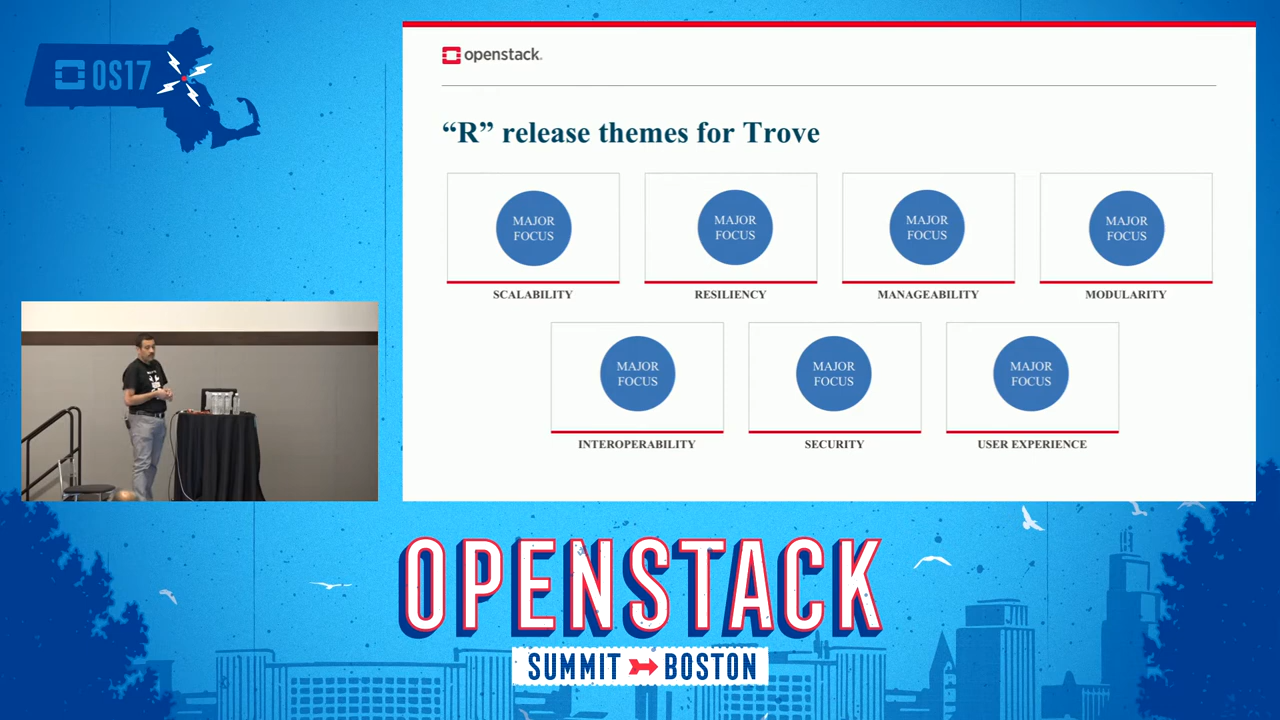 OS17
openstack.
“R” release themes for Trove
MAJOR
FOCUS
MAJOR
FOCUS
MAJOR
FOCUS
MAJOR
FOCUS
SCALABILITY
RESILIENCY
MANAGEABILITY
MODULARITY
MAJOR
FOCUS
MAJOR
FOCUS
MAJOR
FOCUS
INTEROPERABILITY
SECURITY
USER EXPERIENCE
OPENSTACK
SUMMIT BOSTON